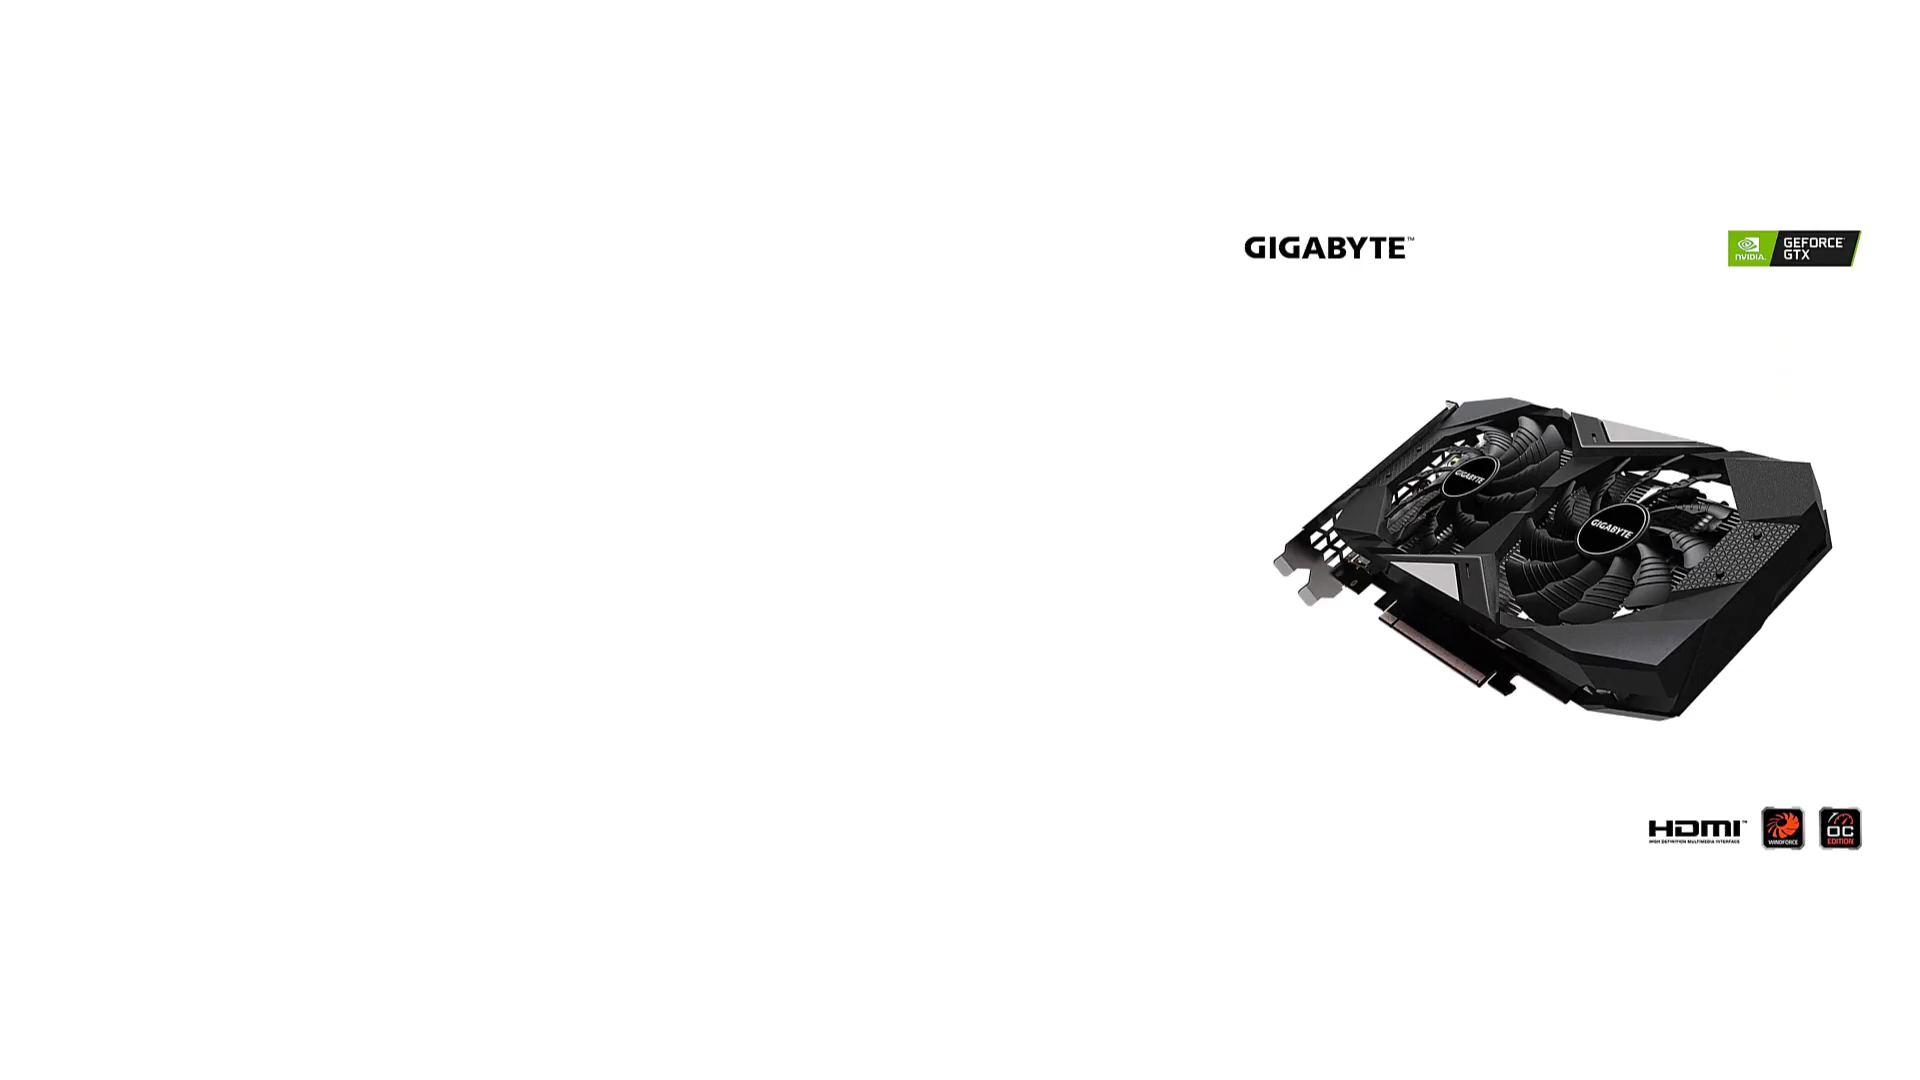 GIGABYTE™
NVIDIA.
GEFORCE
GTX
GIGABYTE
GIGABYTE
HDMI™
HIGH DEFINITION MULTIMEDIA INTERFACE
WINDFORCE
OC
EDITION